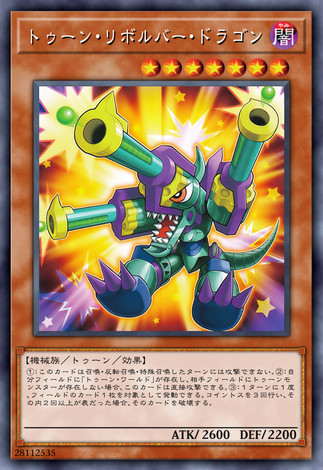 トゥーン・リボルバー・ドラゴン
闇
やみ
【機械族／トゥーン／効果】
①：このカードは召喚・反転召喚・特殊召喚したターンには攻撃できない。②：自
分フィールドに「トゥーン・ワールド」が存在し、相手フィールドにトゥーンモ
ンスターが存在しない場合、このカードは直接攻撃できる。③：１ターンに１度
、フィールドのカード１枚を対象として発動できる。コイントスを３回行い、そ
の内２回以上が表だった場合、そのカードを破壊する。
ATK/2600 DEF/2200
28112535